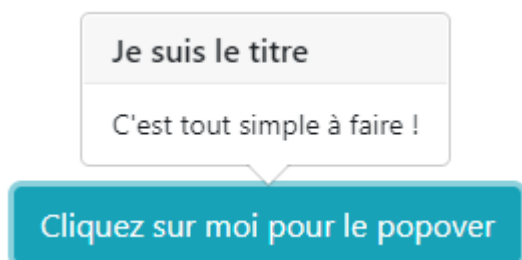 Je suis le titre
C'est tout simple à faire !
Cliquez sur moi pour le popover